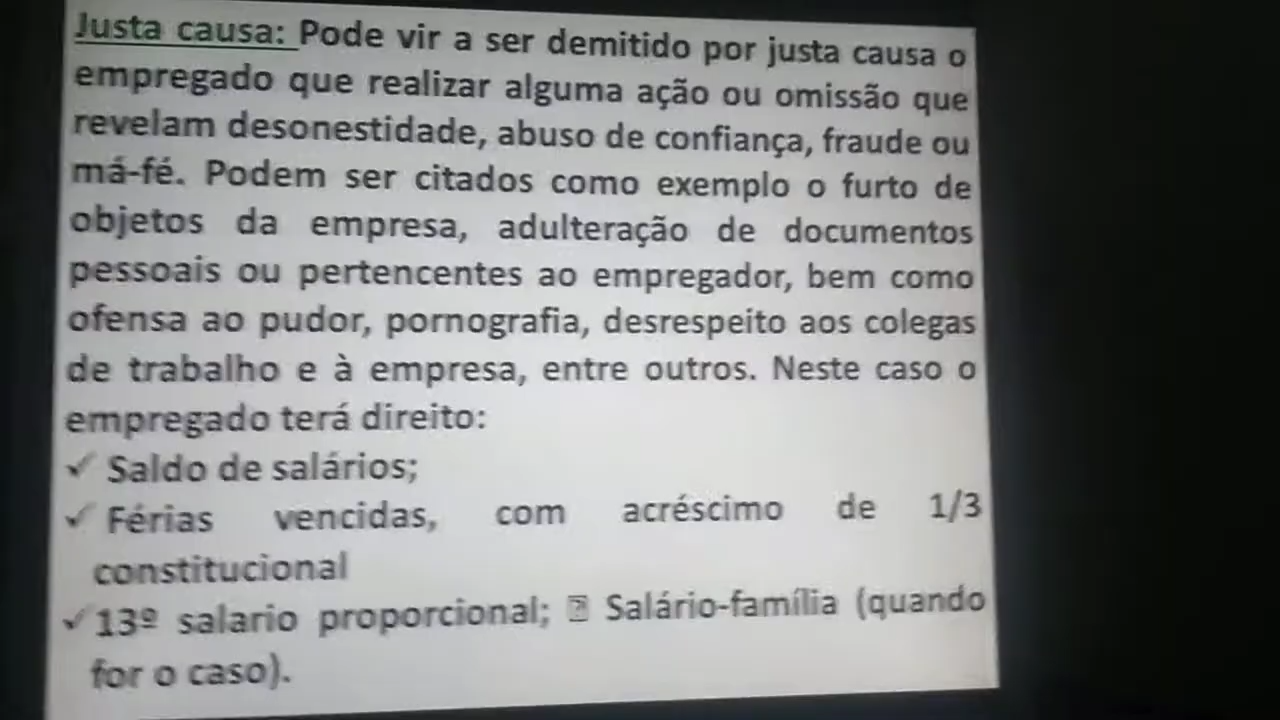 Justa causa: Pode vir a ser demitido por justa causa o
empregado que realizar alguma ação ou omissão que
revelam desonestidade, abuso de confiança, fraude ou
má-fé. Podem ser citados como exemplo o furto de
objetos da empresa, adulteração de documentos
pessoais ou pertencentes ao empregador, bem como
ofensa ao pudor, pornografia, desrespeito aos colegas
de trabalho e à empresa, entre outros. Neste caso o
empregado terá direito:
✓ Saldo de salários;
✓ Férias vencidas, com acréscimo de 1/3
constitucional
✓ 13º salario proporcional; ⍰ Salário-família (quando
for o caso).